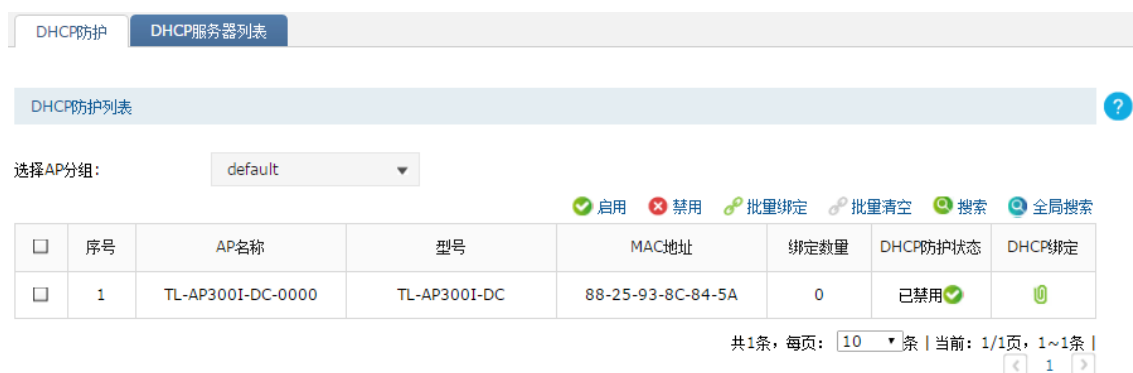 DHCP防护 DHCP服务器列表
DHCP防护列表 ?
选择AP分组: default
启用 禁用 批量绑定 批量清空 搜索 全局搜索
序号 AP名称 型号 MAC地址 绑定数量 DHCP防护状态 DHCP绑定
1 TL-AP300I-DC-0000 TL-AP300I-DC 88-25-93-8C-84-5A 0 已禁用
共1条，每页: 10 条 | 当前: 1/1页，1~1条 |
< 1 >